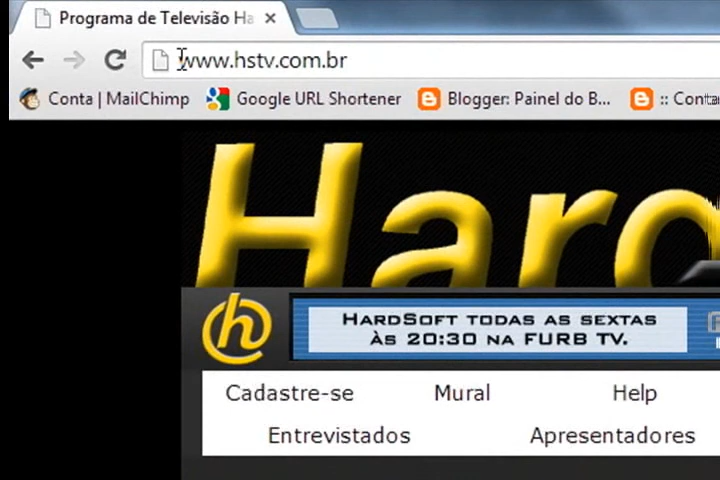 Programa de Televisão Ha
www.hstv.com.br
Conta | MailChimp Google URL Shortener Blogger: Painel do B... :: Conta
Hard
h HARDSOFT TODAS AS SEXTAS
ÀS 20:30 NA FURB TV.
Cadastre-se Mural Help
Entrevistados Apresentadores